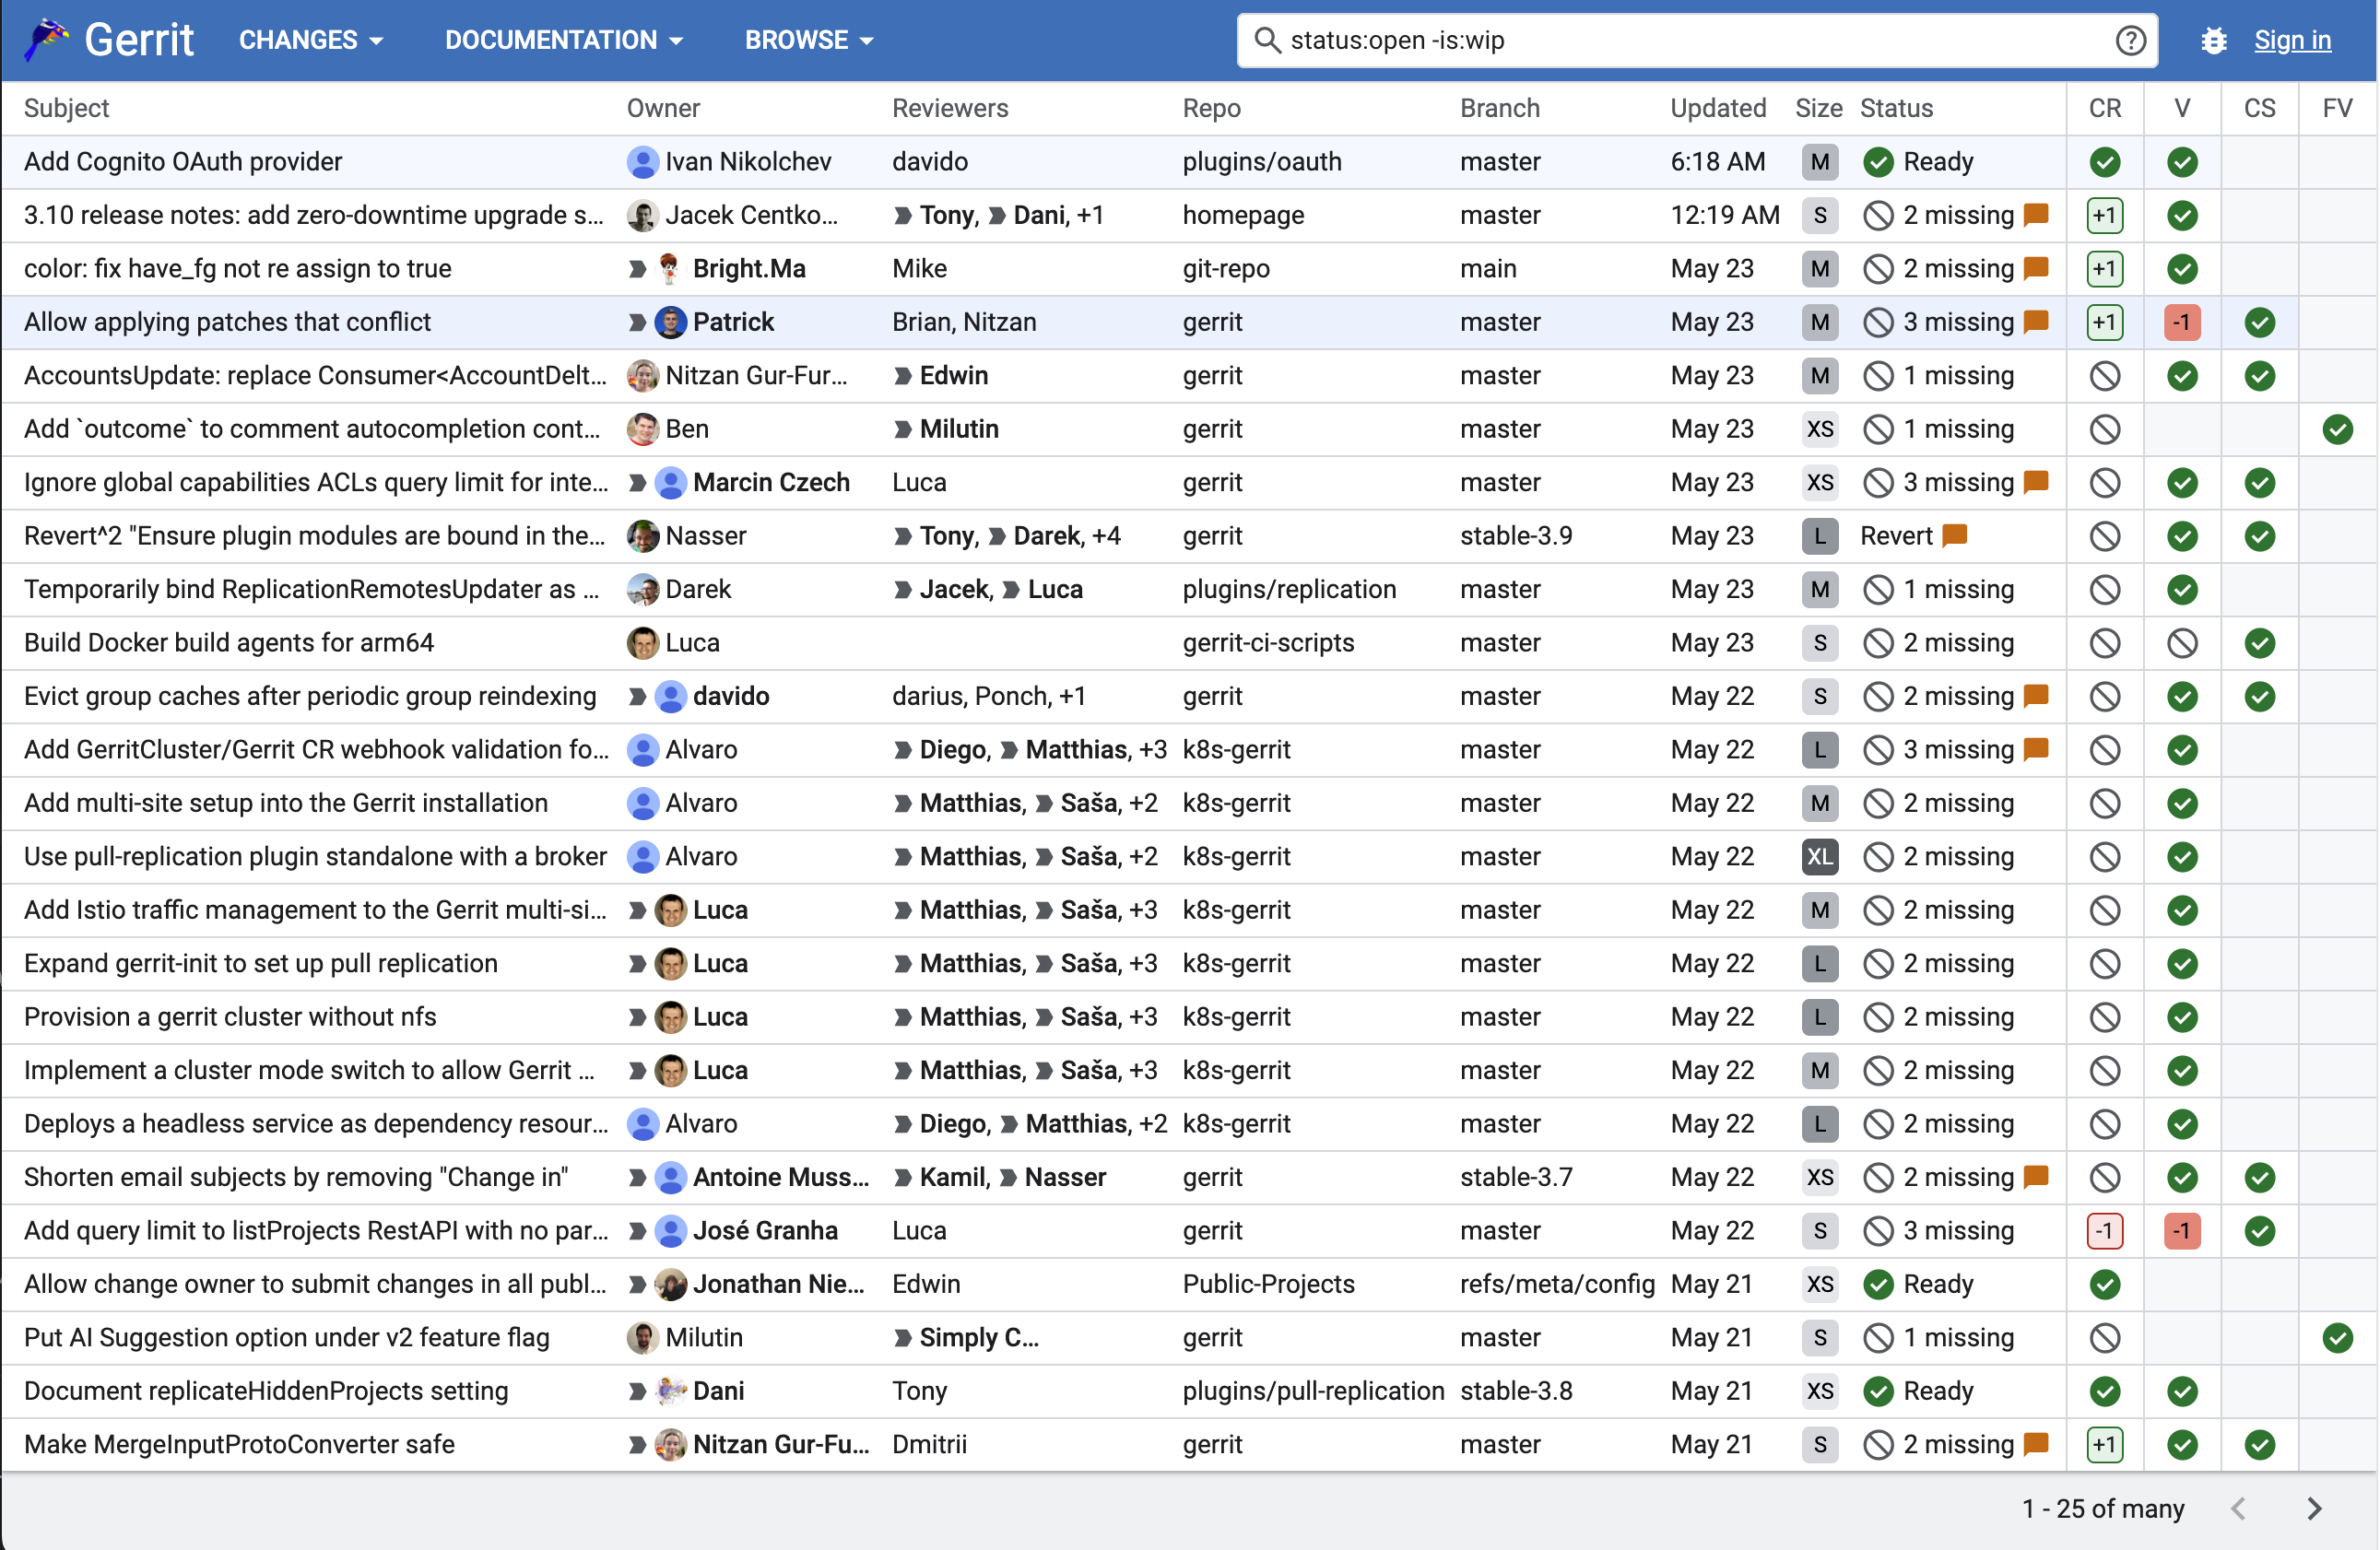 Gerrit CHANGES DOCUMENTATION BROWSE status:open -is:wip Sign in
Subject Owner Reviewers Repo Branch Updated Size Status CR V CS FV
Add Cognito OAuth provider Ivan Nikolchev davido plugins/oauth master 6:18 AM M Ready
3.10 release notes: add zero-downtime upgrade s... Jacek Centko... Tony, Dani, +1 homepage master 12:19 AM S 2 missing +1
color: fix have_fg not re assign to true Bright.Ma Mike git-repo main May 23 M 2 missing +1
Allow applying patches that conflict Patrick Brian, Nitzan gerrit master May 23 M 3 missing +1 -1
AccountsUpdate: replace Consumer<AccountDelt... Nitzan Gur-Fur... Edwin gerrit master May 23 M 1 missing
Add `outcome` to comment autocompletion cont... Ben Milutin gerrit master May 23 XS 1 missing
Ignore global capabilities ACLs query limit for inte... Marcin Czech Luca gerrit master May 23 XS 3 missing
Revert^2 "Ensure plugin modules are bound in the... Nasser Tony, Darek, +4 gerrit stable-3.9 May 23 L Revert
Temporarily bind ReplicationRemotesUpdater as ... Darek Jacek, Luca plugins/replication master May 23 M 1 missing
Build Docker build agents for arm64 Luca gerrit-ci-scripts master May 23 S 2 missing
Evict group caches after periodic group reindexing davido darius, Ponch, +1 gerrit master May 22 S 2 missing
Add GerritCluster/Gerrit CR webhook validation fo... Alvaro Diego, Matthias, +3 k8s-gerrit master May 22 L 3 missing
Add multi-site setup into the Gerrit installation Alvaro Matthias, Saša, +2 k8s-gerrit master May 22 M 2 missing
Use pull-replication plugin standalone with a broker Alvaro Matthias, Saša, +2 k8s-gerrit master May 22 XL 2 missing
Add Istio traffic management to the Gerrit multi-si... Luca Matthias, Saša, +3 k8s-gerrit master May 22 M 2 missing
Expand gerrit-init to set up pull replication Luca Matthias, Saša, +3 k8s-gerrit master May 22 L 2 missing
Provision a gerrit cluster without nfs Luca Matthias, Saša, +3 k8s-gerrit master May 22 L 2 missing
Implement a cluster mode switch to allow Gerrit ... Luca Matthias, Saša, +3 k8s-gerrit master May 22 M 2 missing
Deploys a headless service as dependency resour... Alvaro Diego, Matthias, +2 k8s-gerrit master May 22 L 2 missing
Shorten email subjects by removing "Change in" Antoine Muss... Kamil, Nasser gerrit stable-3.7 May 22 XS 2 missing
Add query limit to listProjects RestAPI with no par... José Granha Luca gerrit master May 22 S 3 missing -1 -1
Allow change owner to submit changes in all publ... Jonathan Nie... Edwin Public-Projects refs/meta/config May 21 XS Ready
Put AI Suggestion option under v2 feature flag Milutin Simply C... gerrit master May 21 S 1 missing
Document replicateHiddenProjects setting Dani Tony plugins/pull-replication stable-3.8 May 21 XS Ready
Make MergeInputProtoConverter safe Nitzan Gur-Fu... Dmitrii gerrit master May 21 S 2 missing +1
1 - 25 of many